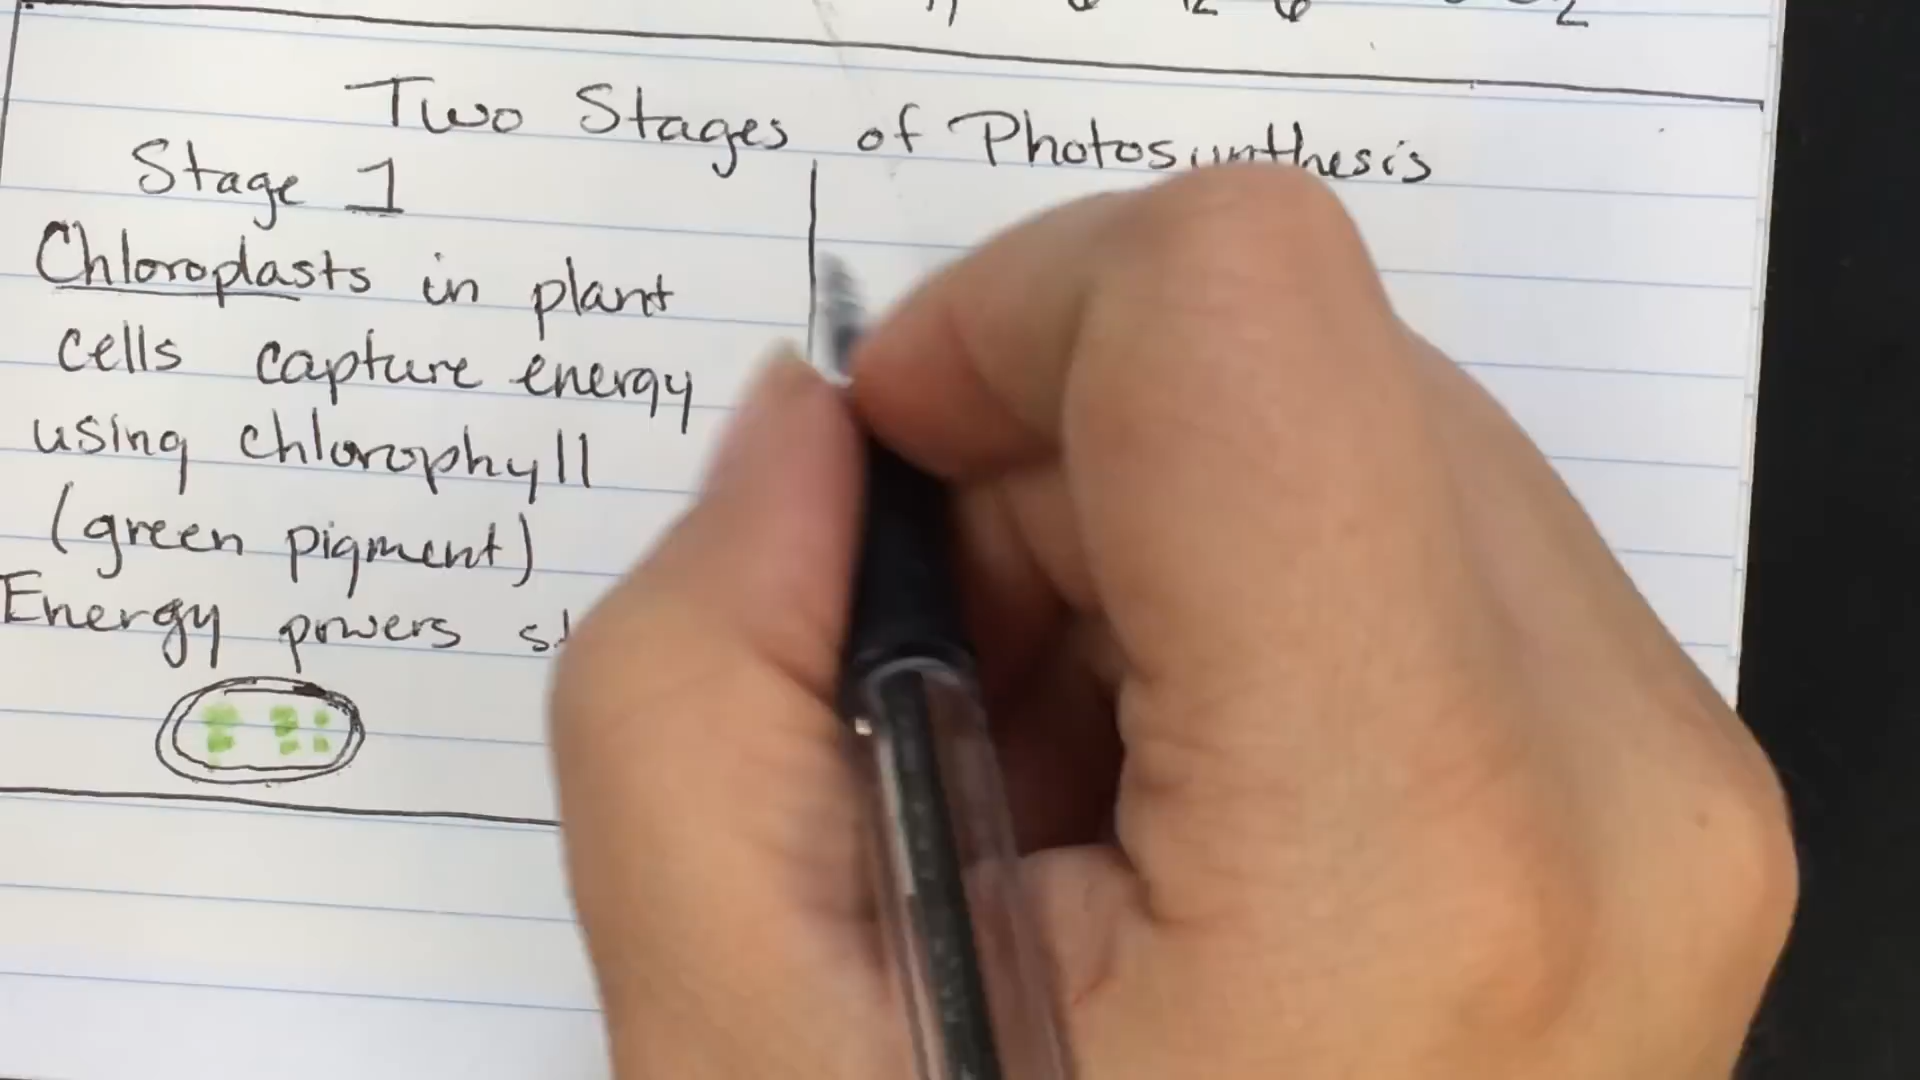 Two Stages of Photosynthesis
Stage 1
Chloroplasts in plant
cells capture energy
using chlorophyll
(green pigment)
Energy powers